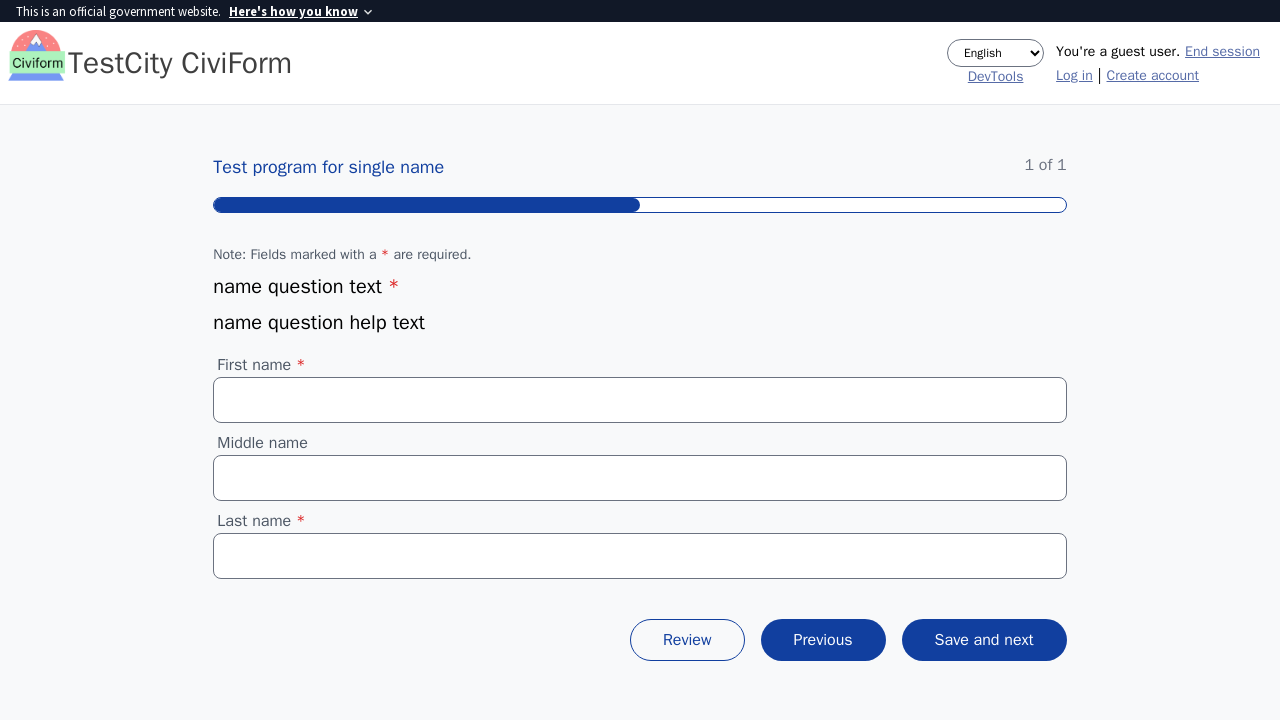 This is an official government website. Here's how you know
Civiform
TestCity CiviForm
English
DevTools
You're a guest user. End session
Log in | Create account
Test program for single name
1 of 1
Note: Fields marked with a * are required.
name question text *
name question help text
First name *
Middle name
Last name *
Review
Previous
Save and next